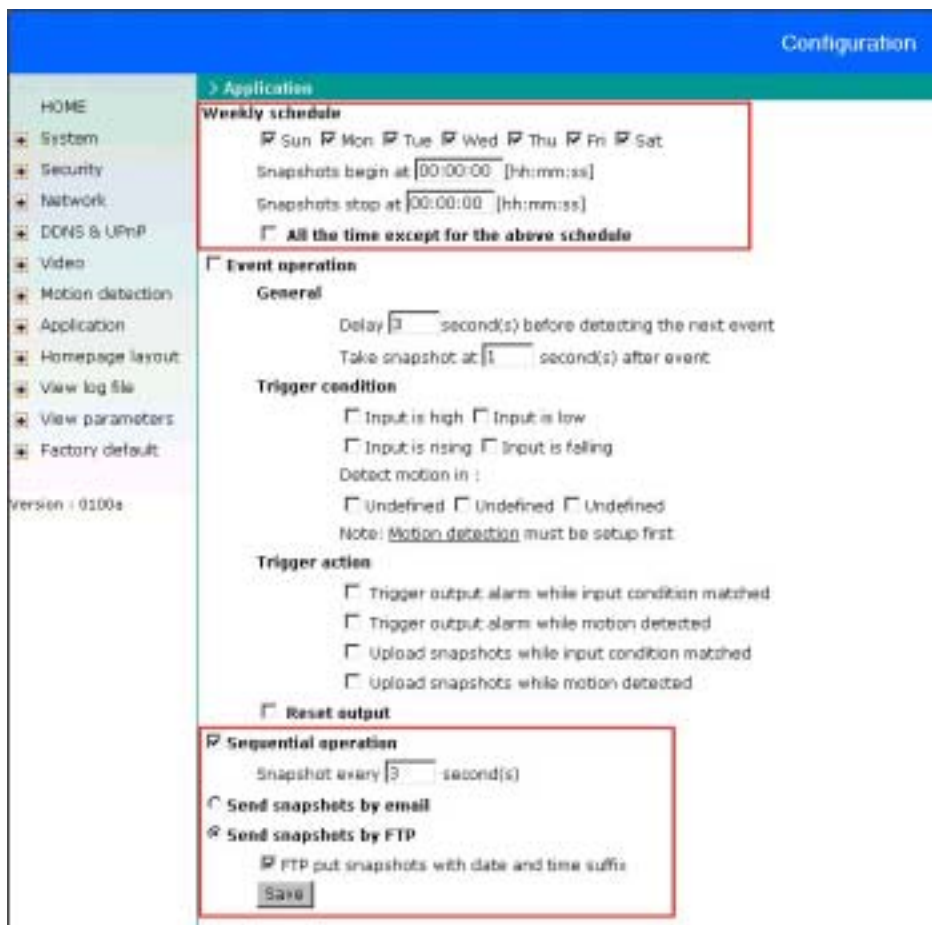 Configuration
> Application
HOME
System
Security
Network
DDNS & UPnP
Video
Motion detection
Application
Homepage layout
View log file
View parameters
Factory default
Version : 0100a
Weekly schedule
Sun Mon Tue Wed Thu Fri Sat
Snapshots begin at 00:00:00 [hh:mm:ss]
Snapshots stop at 00:00:00 [hh:mm:ss]
All the time except for the above schedule
Event operation
General
Delay 3 second(s) before detecting the next event
Take snapshot at 1 second(s) after event
Trigger condition
Input is high Input is low
Input is rising Input is falling
Detect motion in :
Undefined Undefined Undefined
Note: Motion detection must be setup first
Trigger action
Trigger output alarm while input condition matched
Trigger output alarm while motion detected
Upload snapshots while input condition matched
Upload snapshots while motion detected
Reset output
Sequential operation
Snapshot every 3 second(s)
Send snapshots by email
Send snapshots by FTP
FTP put snapshots with date and time suffix
Save